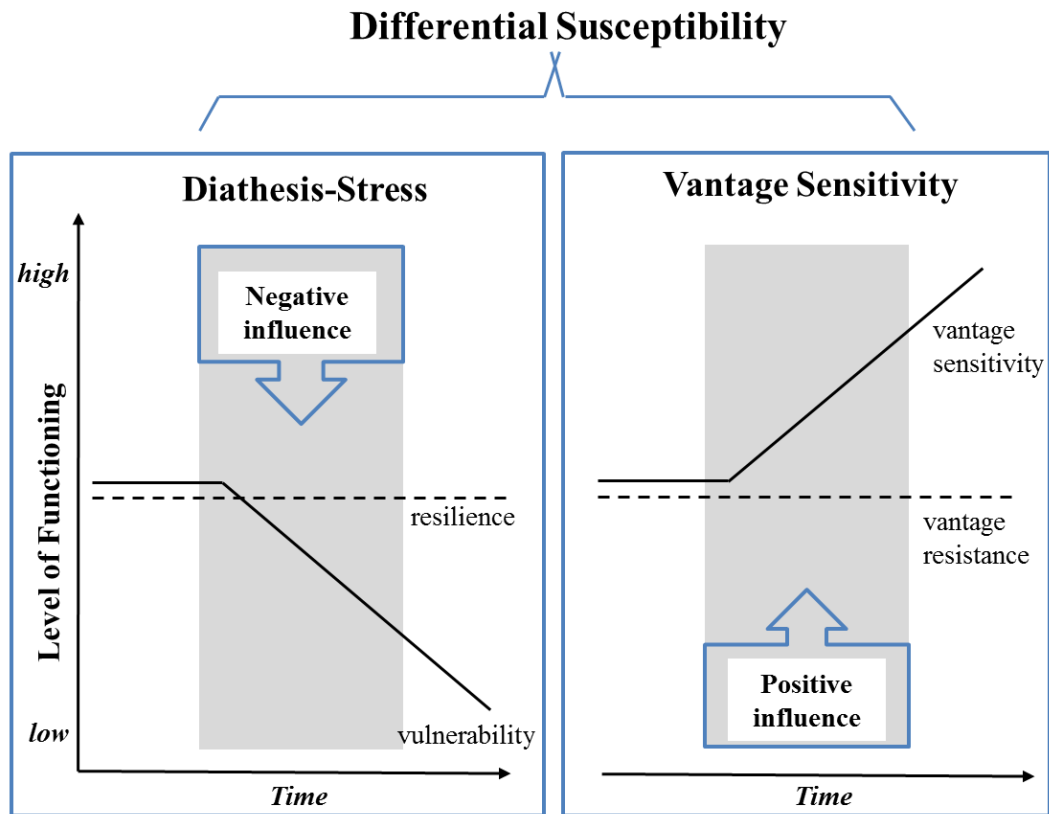 Differential Susceptibility
Diathesis-Stress
high
Negative
influence
Level of Functioning
resilience
low
vulnerability
Time
Vantage Sensitivity
vantage
sensitivity
vantage
resistance
Positive
influence
Time